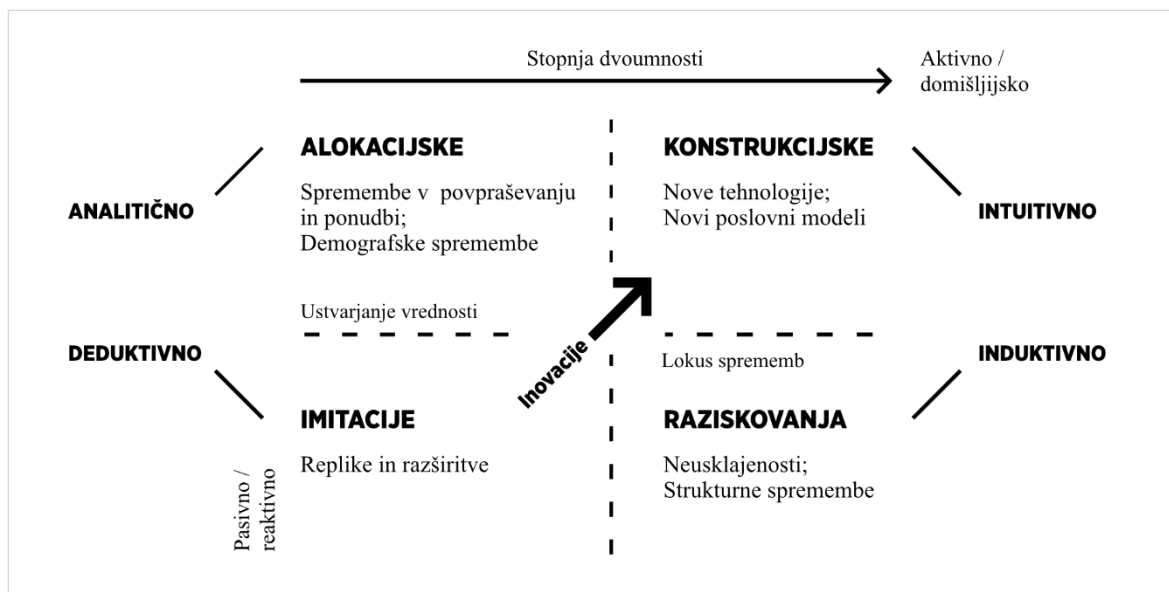 Stopnja dvoumnosti
Aktivno /
domišljijsko
ALOKACIJSKE
Spremembe v povpraševanju
in ponudbi;
Demografske spremembe
KONSTRUKCIJSKE
Nove tehnologije;
Novi poslovni modeli
ANALITIČNO
INTUITIVNO
Ustvarjanje vrednosti
DEDUKTIVNO
Inovacije
Lokus sprememb
INDUKTIVNO
IMITACIJE
Replike in razširitve
RAZISKOVANJA
Neusklajenosti;
Strukturne spremembe
Pasivno /
reaktivno